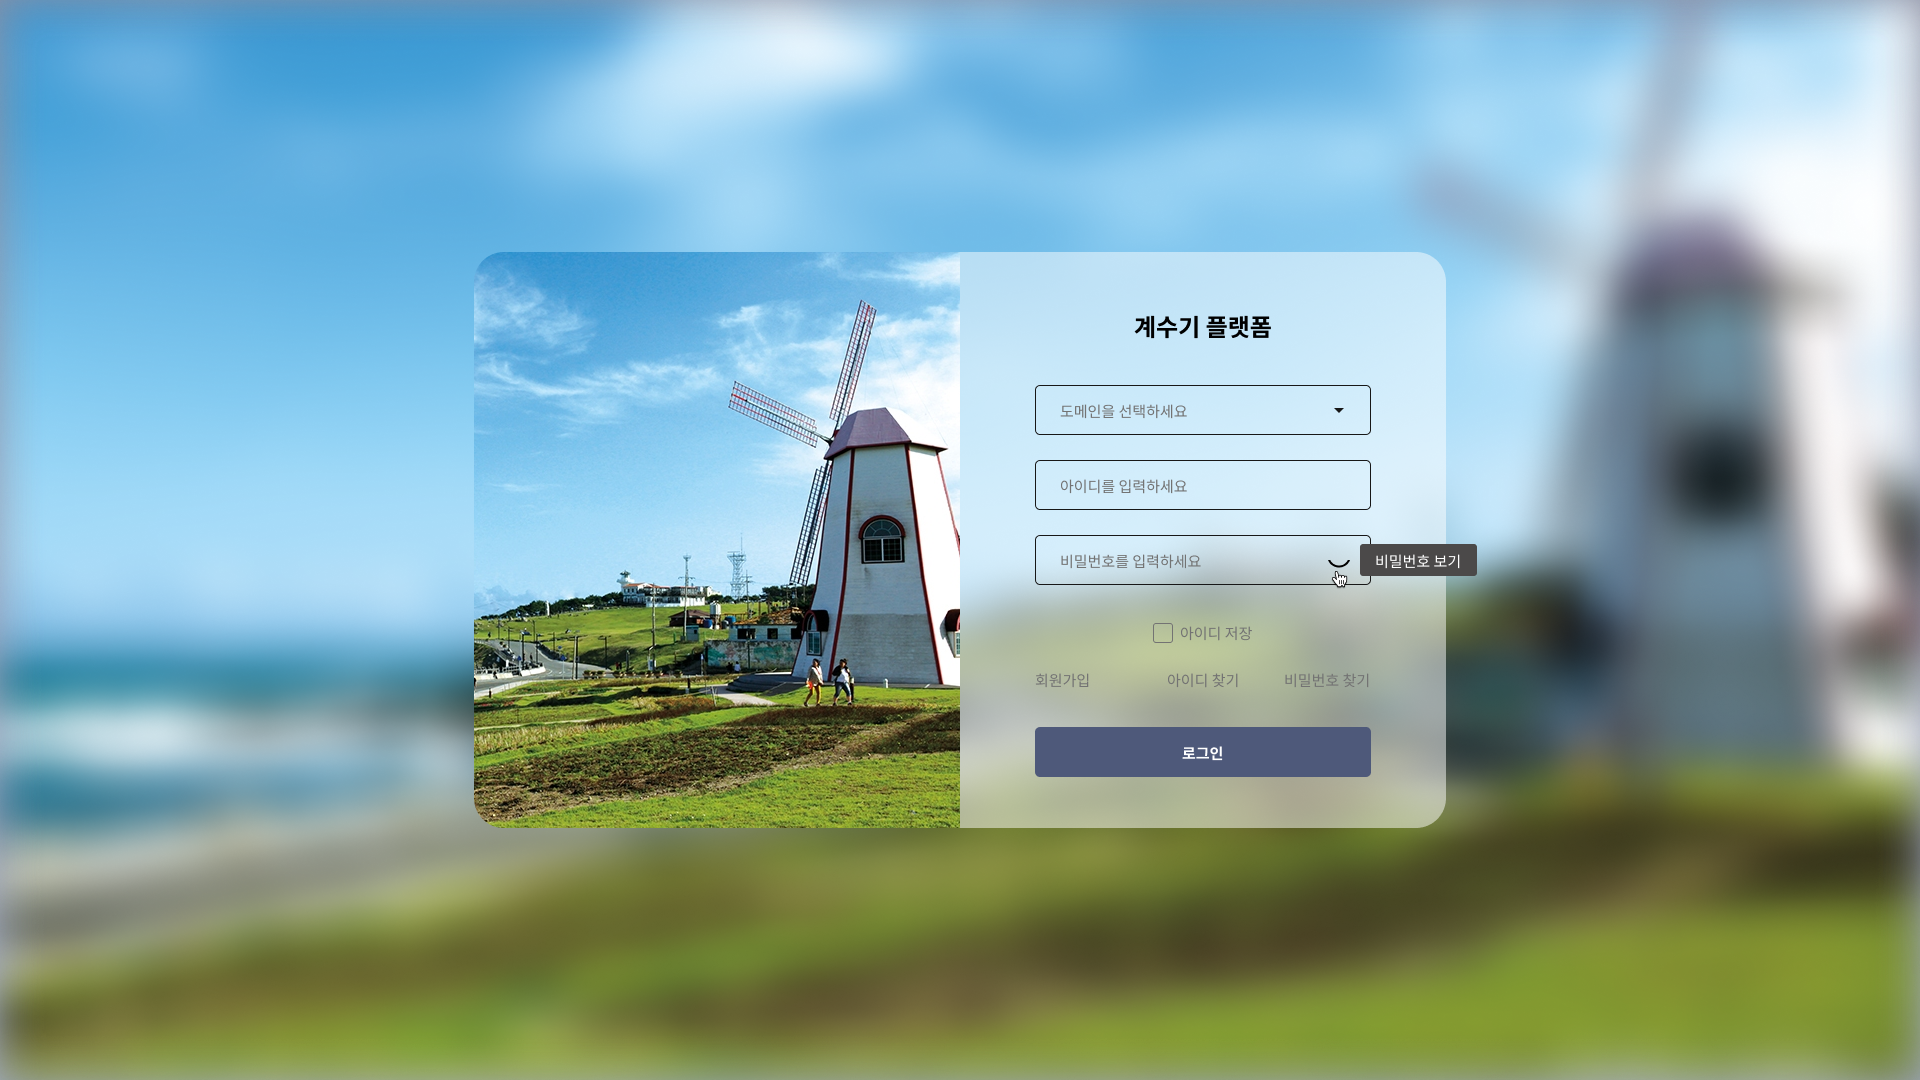 계수기 플랫폼
도메인을 선택하세요
아이디를 입력하세요
비밀번호를 입력하세요
비밀번호 보기
아이디 저장
회원가입
아이디 찾기
비밀번호 찾기
로그인